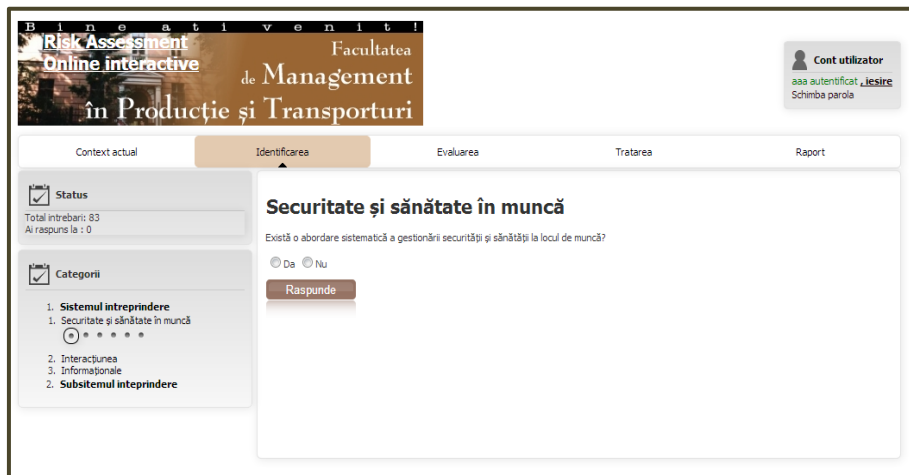 Bine ati venit!
Risk Assessment
Online interactive
Facultatea
de Management
în Producție și Transporturi
Cont utilizator
aaa autentificat , iesire
Schimba parola
Context actual
Identificarea
Evaluarea
Tratarea
Raport
Status
Total intrebari: 83
Ai raspuns la : 0
Categorii
1. Sistemul intreprindere
1. Securitate și sănătate în muncă
2. Interacțiunea
3. Informaționale
2. Subsitemul inteprindere
Securitate și sănătate în muncă
Există o abordare sistematică a gestionării securității și sănătății la locul de muncă?
Da Nu
Raspunde